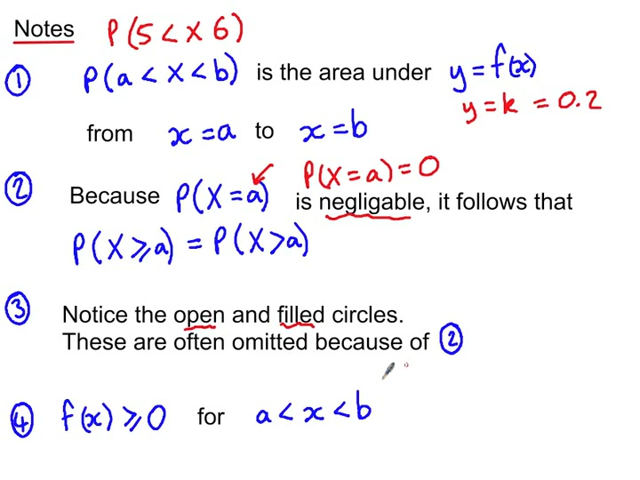 Notes P(5 < X 6)
① P(a < X < b) is the area under y = f(x)
y = k = 0.2
from x = a to x = b
P(X = a) = 0
② Because P(X = a) is negligable, it follows that
P(X ⩾ a) = P(X > a)
③ Notice the open and filled circles.
These are often omitted because of ②
④ f(x) ⩾ 0 for a < x < b